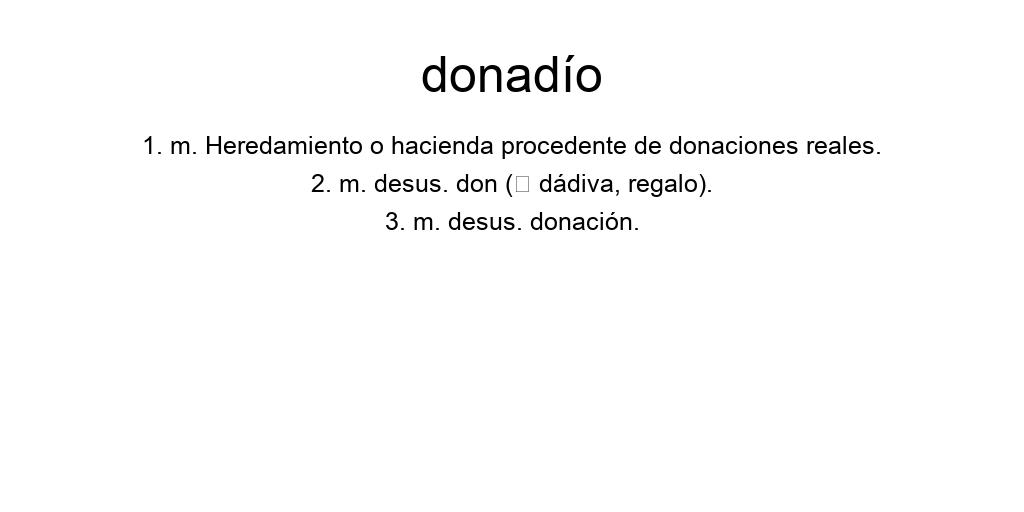 donadío
1. m. Heredamiento o hacienda procedente de donaciones reales.
2. m. desus. don (□ dádiva, regalo).
3. m. desus. donación.